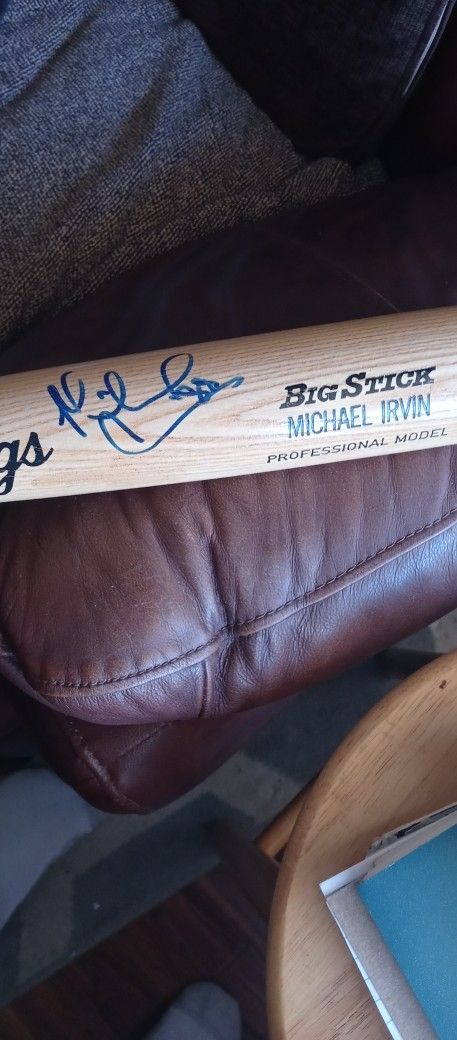 gs
BIG STICK
MICHAEL IRVIN
PROFESSIONAL MODEL